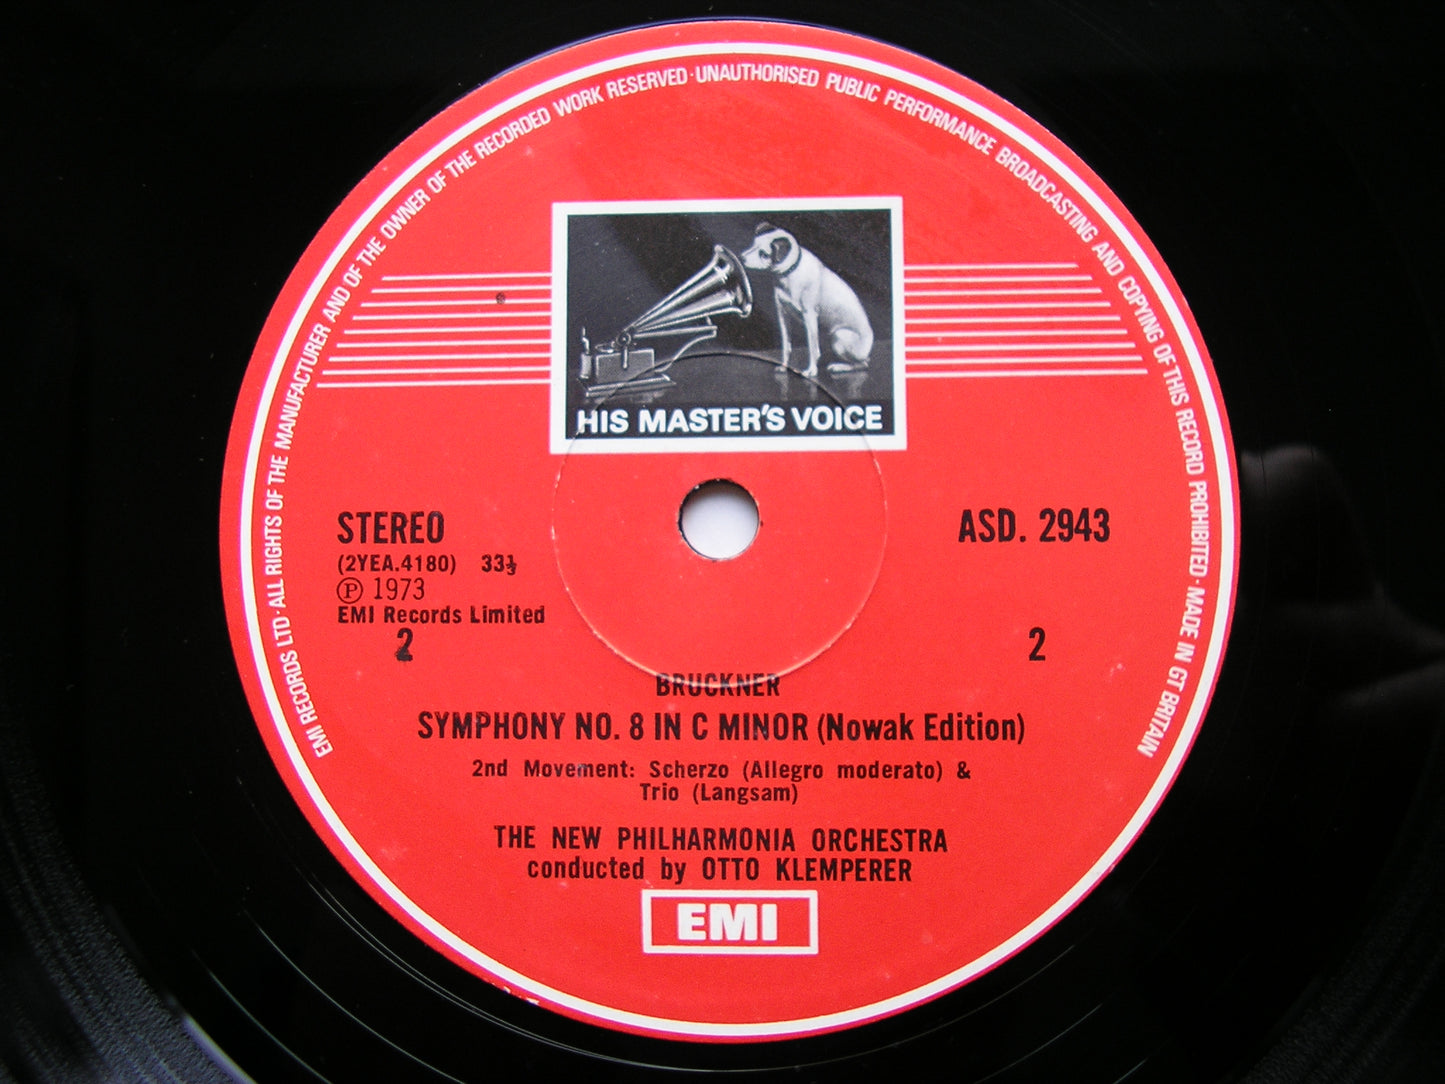 EMI RECORDS LTD · ALL RIGHTS OF THE MANUFACTURER AND OF THE OWNER OF THE RECORDED WORK RESERVED · UNAUTHORISED PUBLIC PERFORMANCE BROADCASTING AND COPYING OF THIS RECORD PROHIBITED · MADE IN GT BRITAIN
HIS MASTER'S VOICE
STEREO
ASD. 2943
(2YEA.4180) 33⅓
Ⓟ 1973
EMI Records Limited
2 2
BRUCKNER
SYMPHONY NO. 8 IN C MINOR (Nowak Edition)
2nd Movement: Scherzo (Allegro moderato) &
Trio (Langsam)
THE NEW PHILHARMONIA ORCHESTRA
conducted by OTTO KLEMPERER
EMI